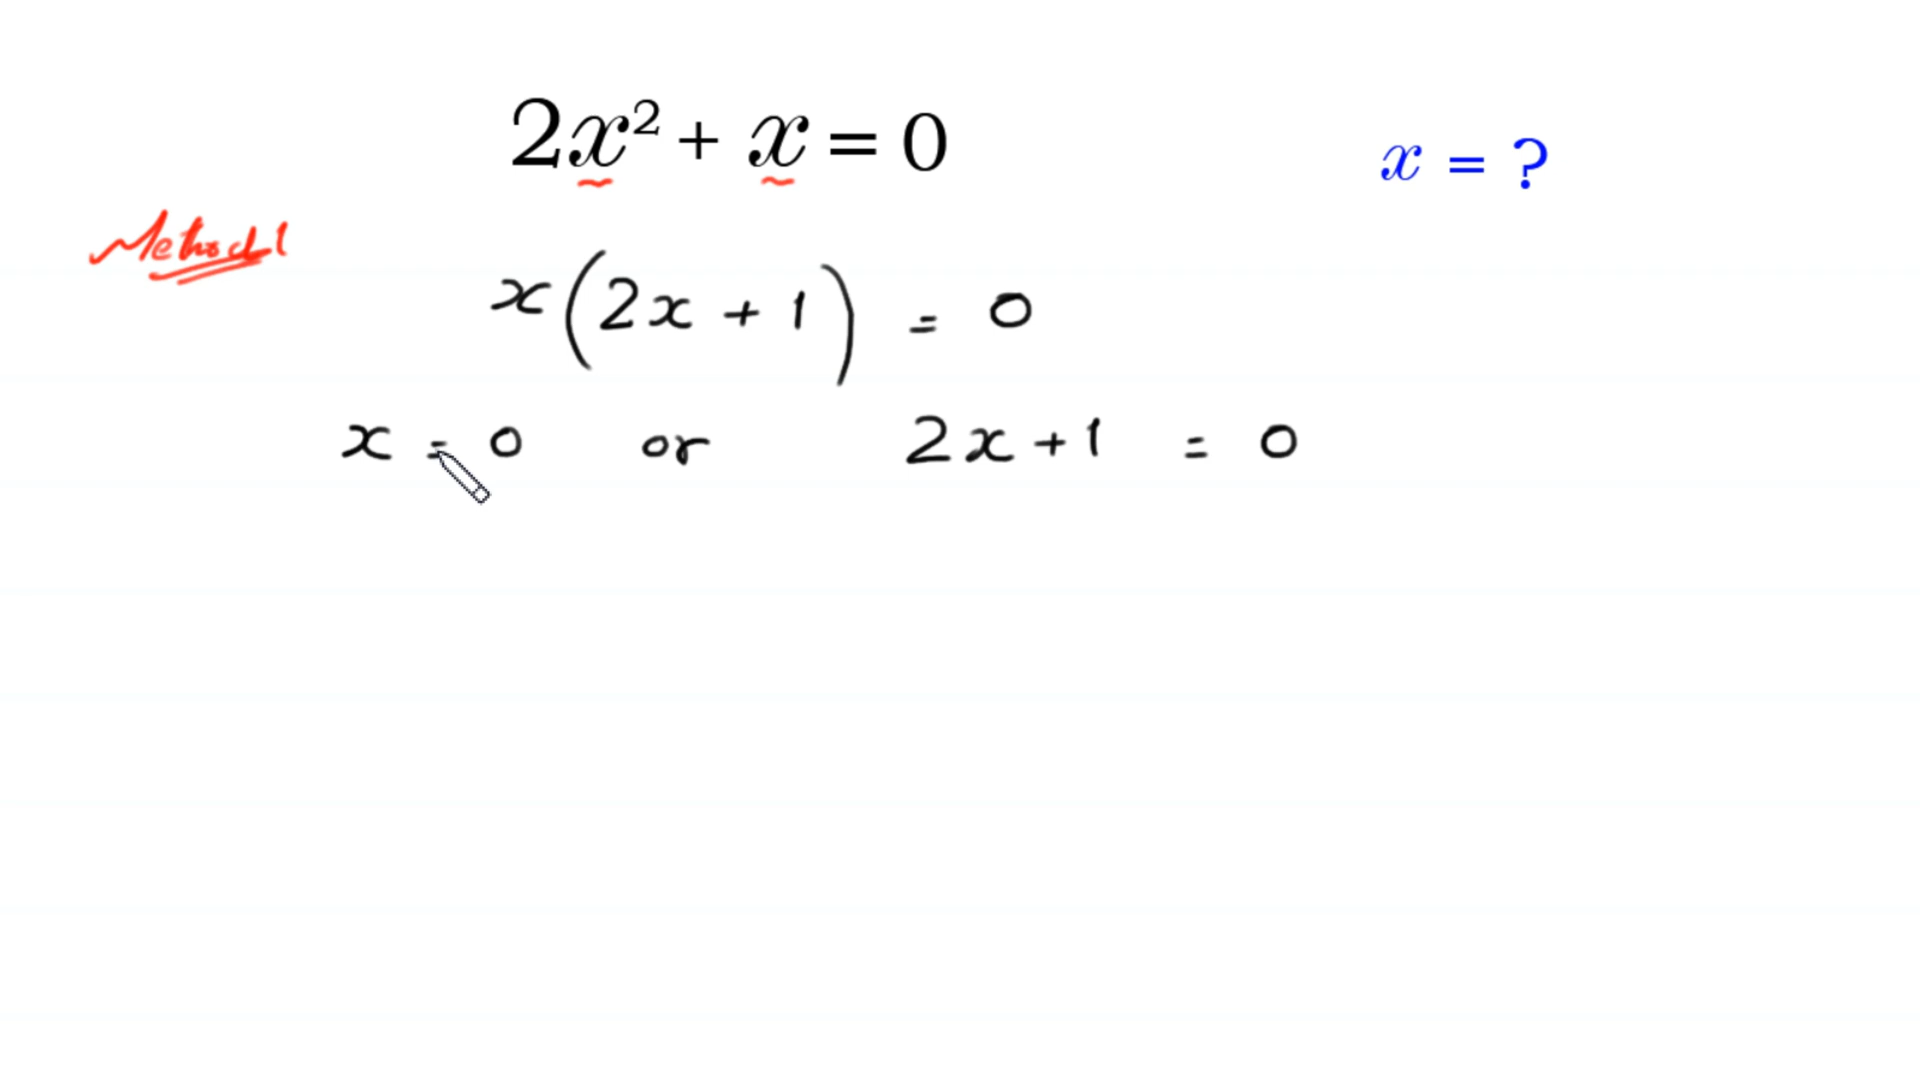 2x² + x = 0
x = ?
Method 1
x(2x + 1) = 0
x = 0 or 2x + 1 = 0